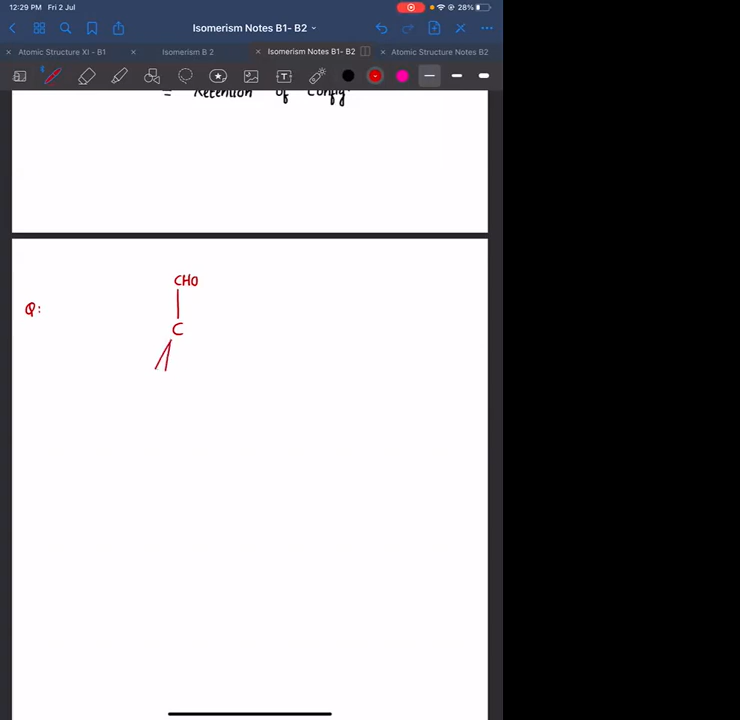 12:29 PM Fri 2 Jul
28%
Isomerism Notes B1- B2
Atomic Structure XI - B1
Isomerism B 2
Isomerism Notes B1- B2
Atomic Structure Notes B2
= Retention of Config.
CHO
Q:
C